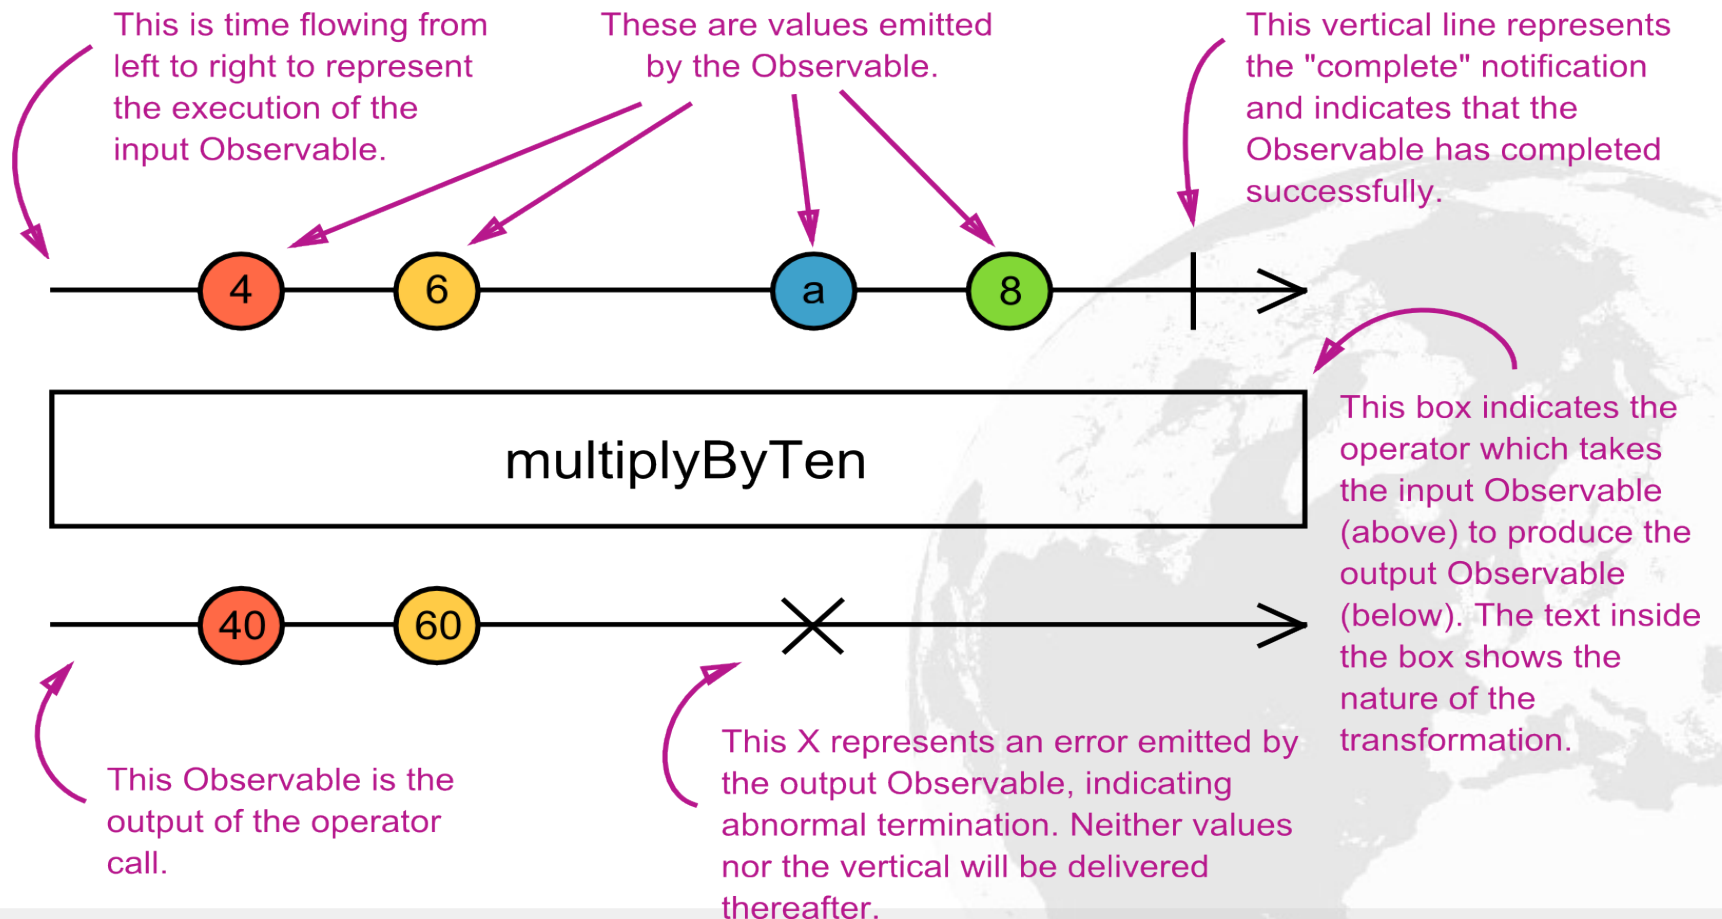 This is time flowing from
left to right to represent
the execution of the
input Observable.
These are values emitted
by the Observable.
This vertical line represents
the "complete" notification
and indicates that the
Observable has completed
successfully.
4
6
a
8
multiplyByTen
This box indicates the
operator which takes
the input Observable
(above) to produce the
output Observable
(below). The text inside
the box shows the
nature of the
transformation.
40
60
This Observable is the
output of the operator
call.
This X represents an error emitted by
the output Observable, indicating
abnormal termination. Neither values
nor the vertical will be delivered
thereafter.